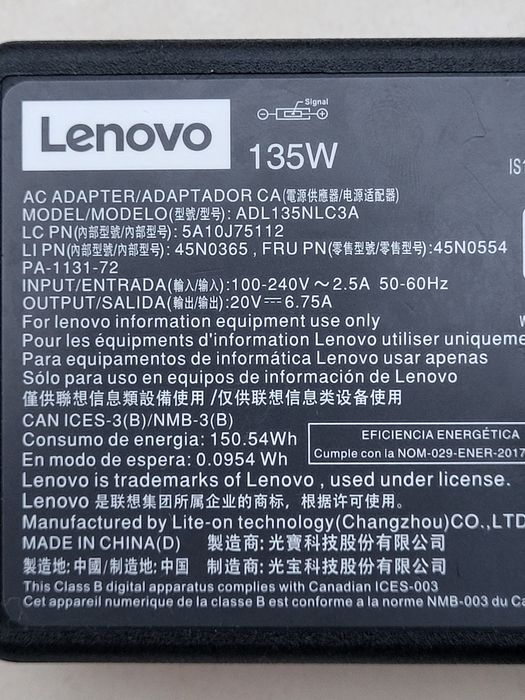 Lenovo
Signal
135W
IS1
AC ADAPTER/ADAPTADOR CA(電源供應器/电源适配器)
MODEL/MODELO(型號/型号): ADL135NLC3A
LC PN(內部型號/内部型号): 5A10J75112
LI PN(內部型號/内部型号): 45N0365 , FRU PN(零售型號/零售型号):45N0554
PA-1131-72
INPUT/ENTRADA(輸入/输入):100-240V ~ 2.5A 50-60Hz
OUTPUT/SALIDA(輸出/输出):20V⎓6.75A
For lenovo information equipment use only
Pour les équipments d'information Lenovo utiliser uniqueme
Para equipamentos de informática Lenovo usar apenas
Sólo para uso en equipos de información de Lenovo
僅供聯想信息類設備使用 /仅供联想信息类设备使用
CAN ICES-3(B)/NMB-3(B)
Consumo de energia: 150.54Wh
En modo de espera: 0.0954 Wh
EFICIENCIA ENERGÉTICA
Cumple con la NOM-029-ENER-2017
Lenovo is trademarks of Lenovo , used under license.
Lenovo 是联想集团所属企业的商标，根据许可使用。
Manufactured by Lite-on technology(Changzhou)CO.,LTD
MADE IN CHINA(D) 製造商: 光寶科技股份有限公司
製造地: 中國/制造地: 中国 制造商: 光宝科技股份有限公司
This Class B digital apparatus complies with Canadian ICES-003
Cet appareil numerique de la classe B est conforme a la norme NMB-003 du Ca